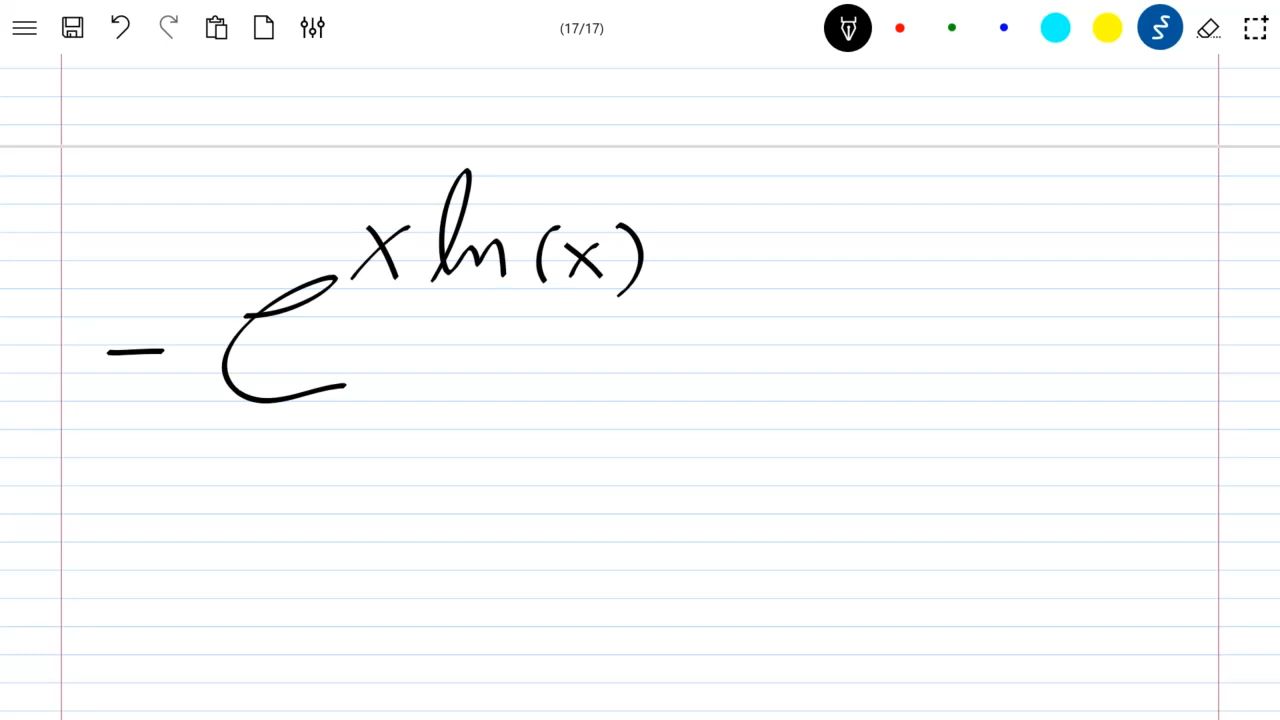 (17/17)
- e^{x ln(x)}